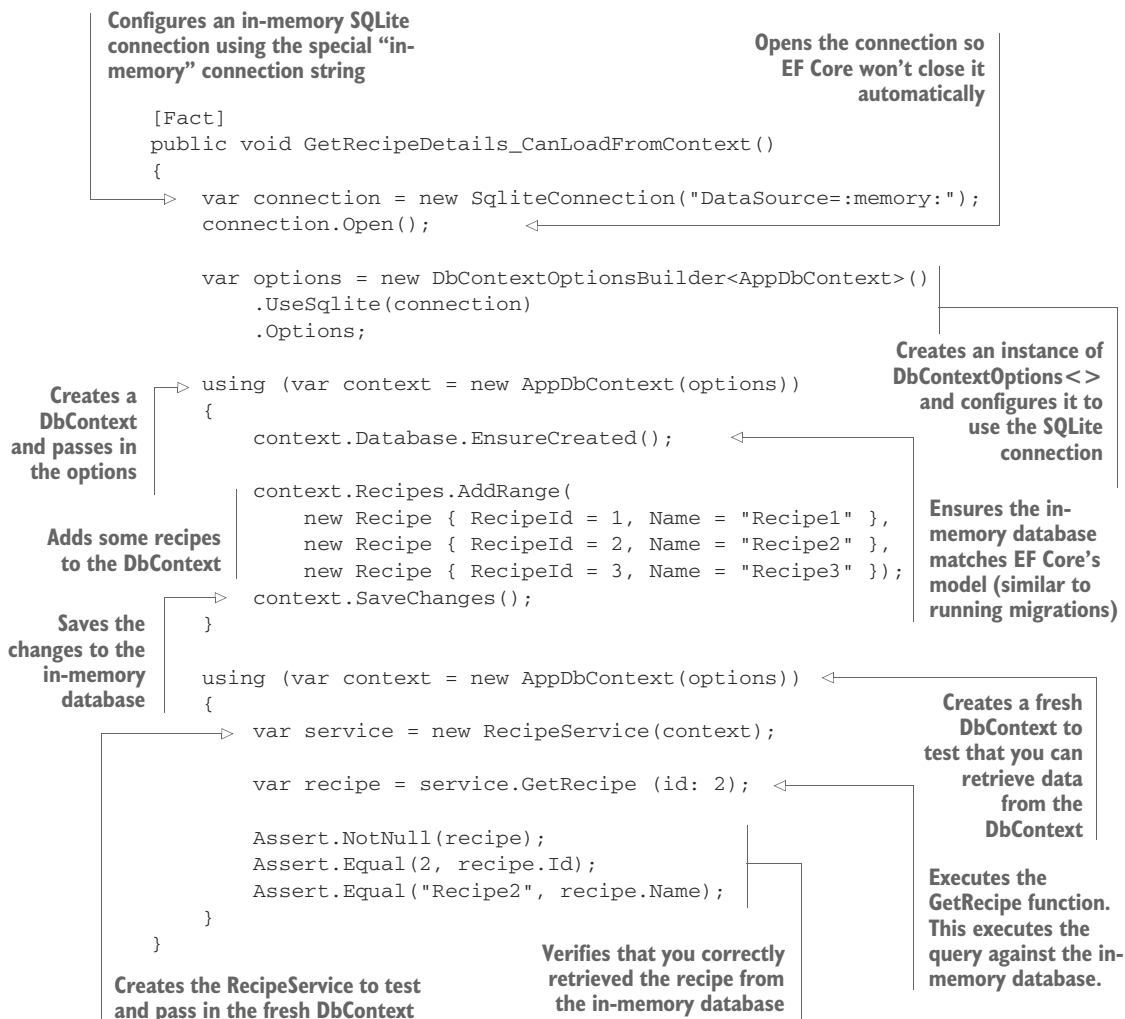 Configures an in-memory SQLite
connection using the special “in-
memory” connection string
Opens the connection so
EF Core won’t close it
automatically
[Fact]
public void GetRecipeDetails_CanLoadFromContext()
{
var connection = new SqliteConnection("DataSource=:memory:");
connection.Open();
var options = new DbContextOptionsBuilder<AppDbContext>()
.UseSqlite(connection)
.Options;
Creates an instance of
DbContextOptions<>
and configures it to
use the SQLite
connection
using (var context = new AppDbContext(options))
{
Creates a
DbContext
and passes in
the options
context.Database.EnsureCreated();
Ensures the in-
memory database
matches EF Core’s
model (similar to
running migrations)
context.Recipes.AddRange(
new Recipe { RecipeId = 1, Name = "Recipe1" },
new Recipe { RecipeId = 2, Name = "Recipe2" },
new Recipe { RecipeId = 3, Name = "Recipe3" });
Adds some recipes
to the DbContext
context.SaveChanges();
}
Saves the
changes to the
in-memory
database
using (var context = new AppDbContext(options))
{
Creates a fresh
DbContext to
test that you can
retrieve data
from the
DbContext
var service = new RecipeService(context);
var recipe = service.GetRecipe (id: 2);
Executes the
GetRecipe function.
This executes the
query against the in-
memory database.
Assert.NotNull(recipe);
Assert.Equal(2, recipe.Id);
Assert.Equal("Recipe2", recipe.Name);
}
}
Verifies that you correctly
retrieved the recipe from
the in-memory database
Creates the RecipeService to test
and pass in the fresh DbContext